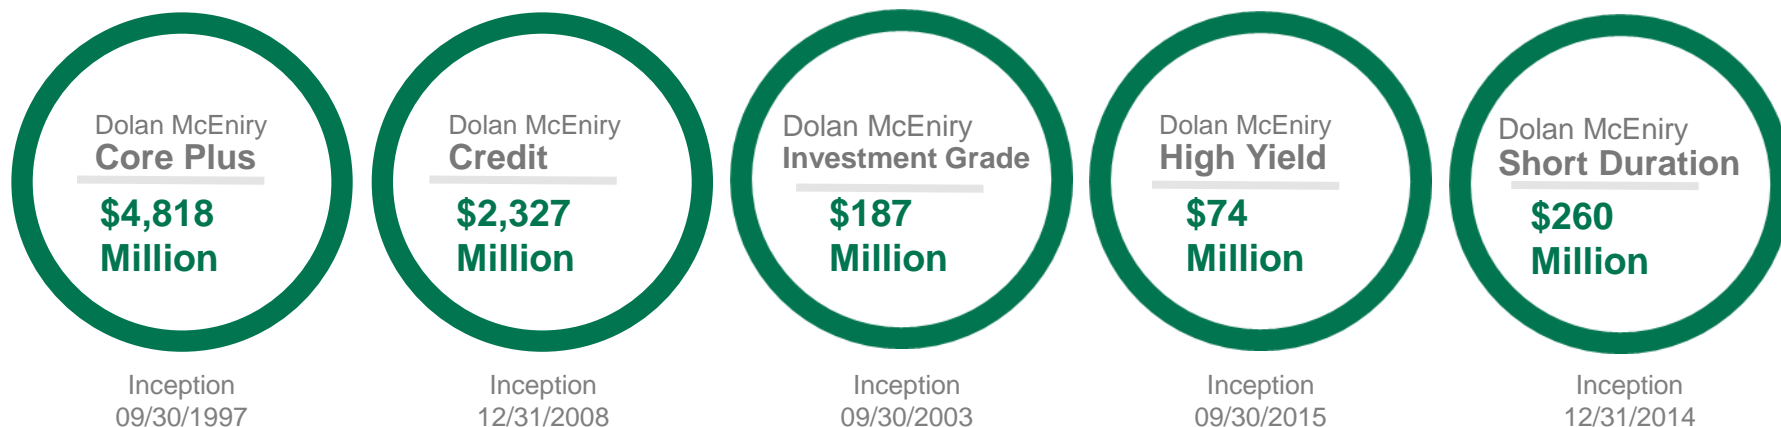 Dolan McEniry
Core Plus
$4,818
Million
Inception
09/30/1997
Dolan McEniry
Credit
$2,327
Million
Inception
12/31/2008
Dolan McEniry
Investment Grade
$187
Million
Inception
09/30/2003
Dolan McEniry
High Yield
$74
Million
Inception
09/30/2015
Dolan McEniry
Short Duration
$260
Million
Inception
12/31/2014